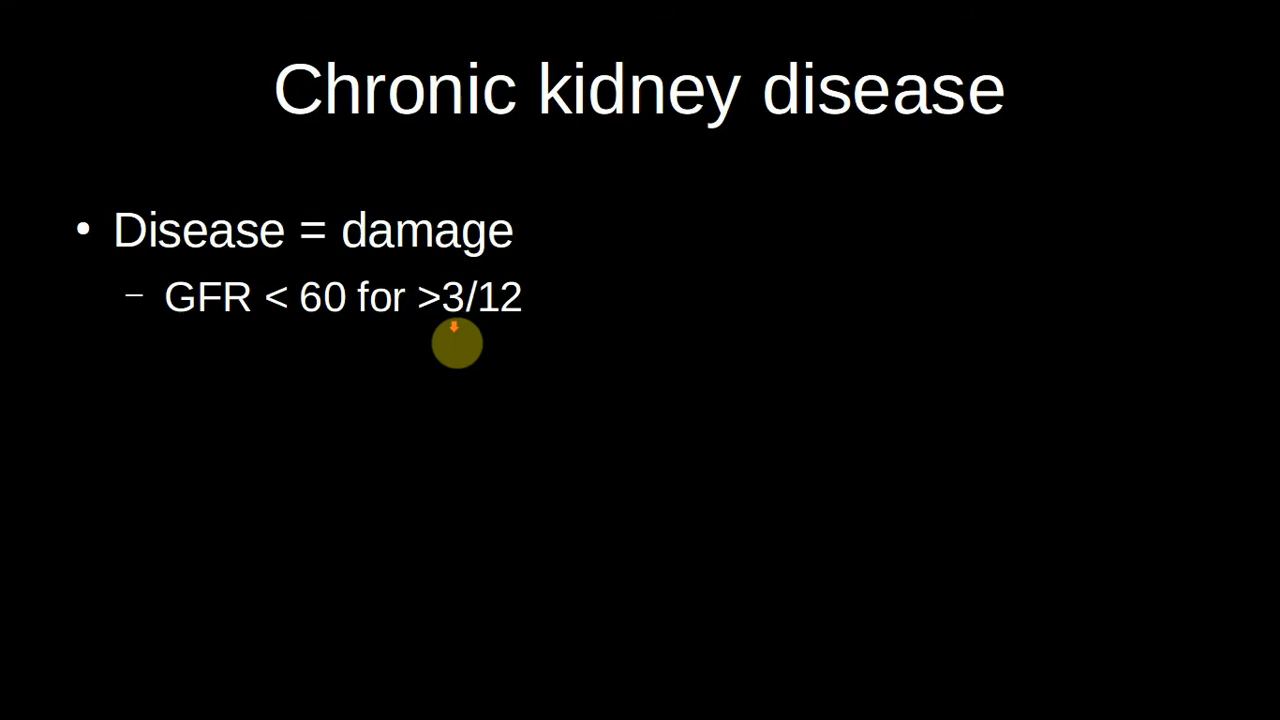 Chronic kidney disease
• Disease = damage
– GFR < 60 for >3/12